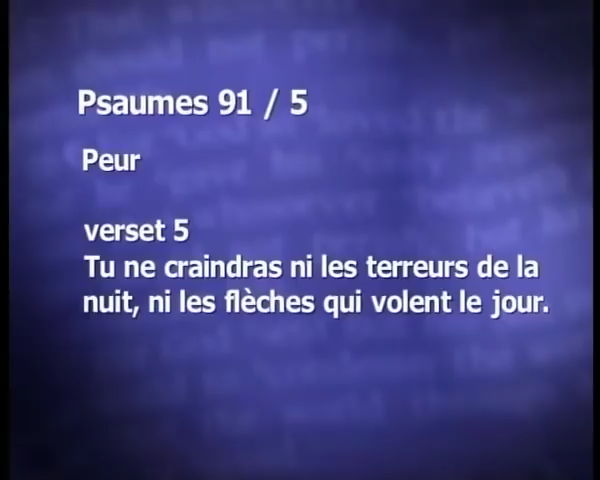 Psaumes 91 / 5
Peur
verset 5
Tu ne craindras ni les terreurs de la
nuit, ni les flèches qui volent le jour.